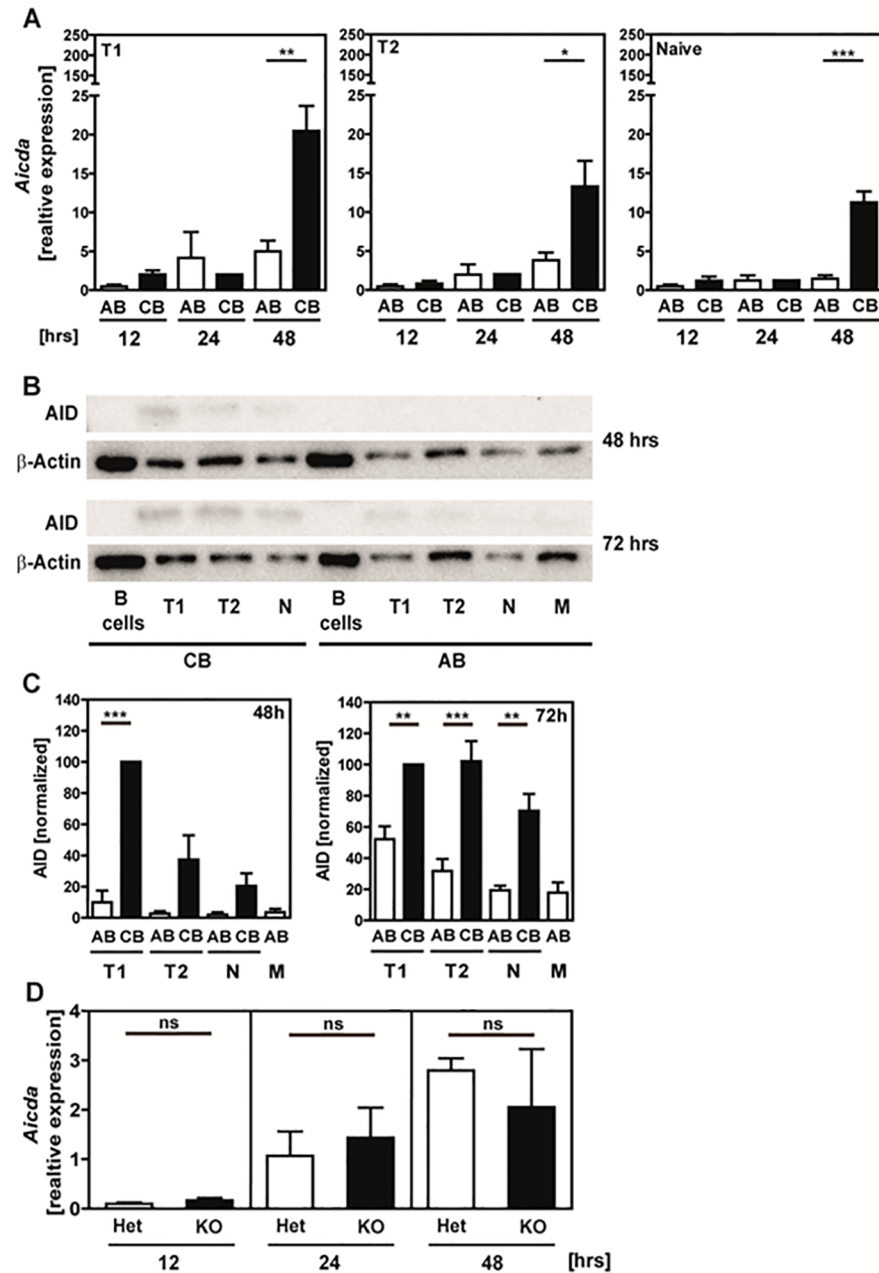 A
T1
T2
Naive
** * ***
Aicda
[realtive expression]
250 200 150 100 50 25 20 15 10 5 0
250 200 150 100 50 25 20 15 10 5 0
250 200 150 100 50 25 20 15 10 5 0
AB CB AB CB AB CB AB CB AB CB AB CB AB CB AB CB AB CB
[hrs] 12 24 48 12 24 48 12 24 48
B
AID
β-Actin
48 hrs
AID
β-Actin
72 hrs
B cells T1 T2 N B cells T1 T2 N M
CB AB
C
AID [normalized]
140 120 100 80 60 40 20 0
*** 48h
AB CB AB CB AB CB AB
T1 T2 N M
AID [normalized]
140 120 100 80 60 40 20 0
** *** ** 72h
AB CB AB CB AB CB AB
T1 T2 N M
D
Aicda
[realtive expression]
4 3 2 1 0
ns ns ns
Het KO Het KO Het KO
12 24 48 [hrs]